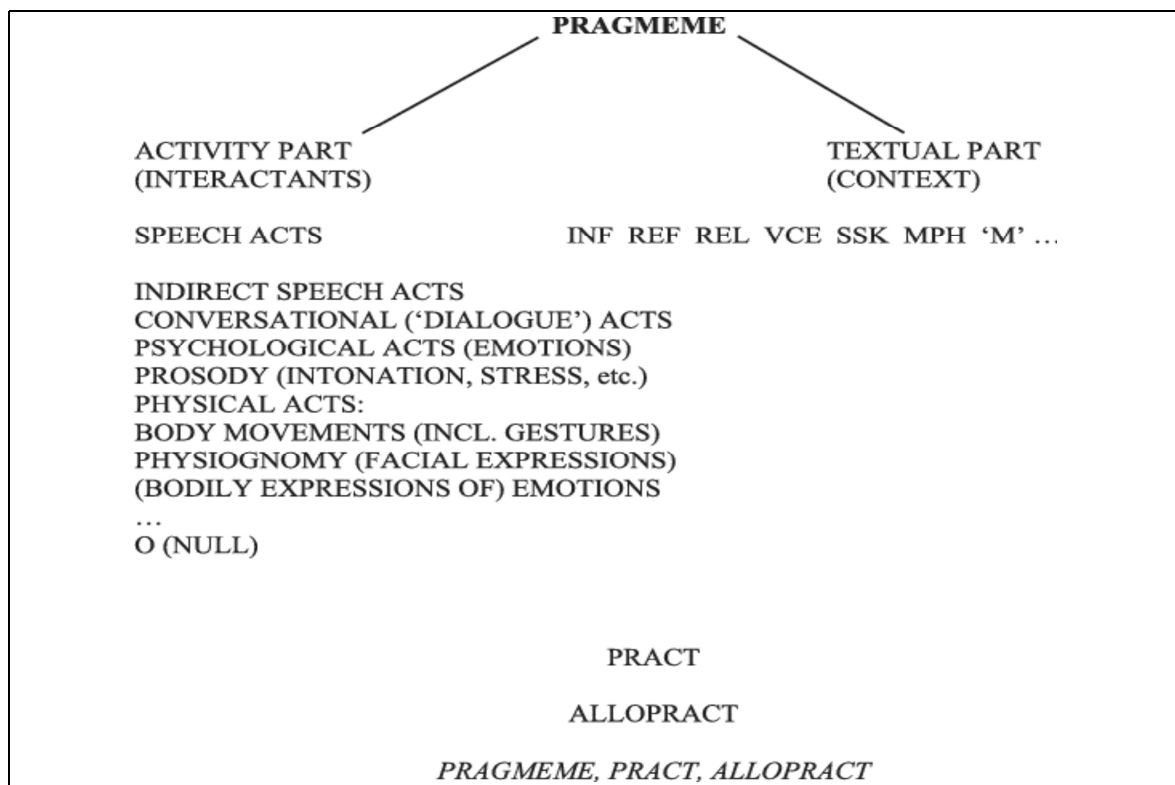 PRAGMEME
ACTIVITY PART TEXTUAL PART
(INTERACTANTS) (CONTEXT)
SPEECH ACTS INF REF REL VCE SSK MPH ‘M’ …
INDIRECT SPEECH ACTS
CONVERSATIONAL (‘DIALOGUE’) ACTS
PSYCHOLOGICAL ACTS (EMOTIONS)
PROSODY (INTONATION, STRESS, etc.)
PHYSICAL ACTS:
BODY MOVEMENTS (INCL. GESTURES)
PHYSIOGNOMY (FACIAL EXPRESSIONS)
(BODILY EXPRESSIONS OF) EMOTIONS
…
O (NULL)
PRACT
ALLOPRACT
PRAGMEME, PRACT, ALLOPRACT